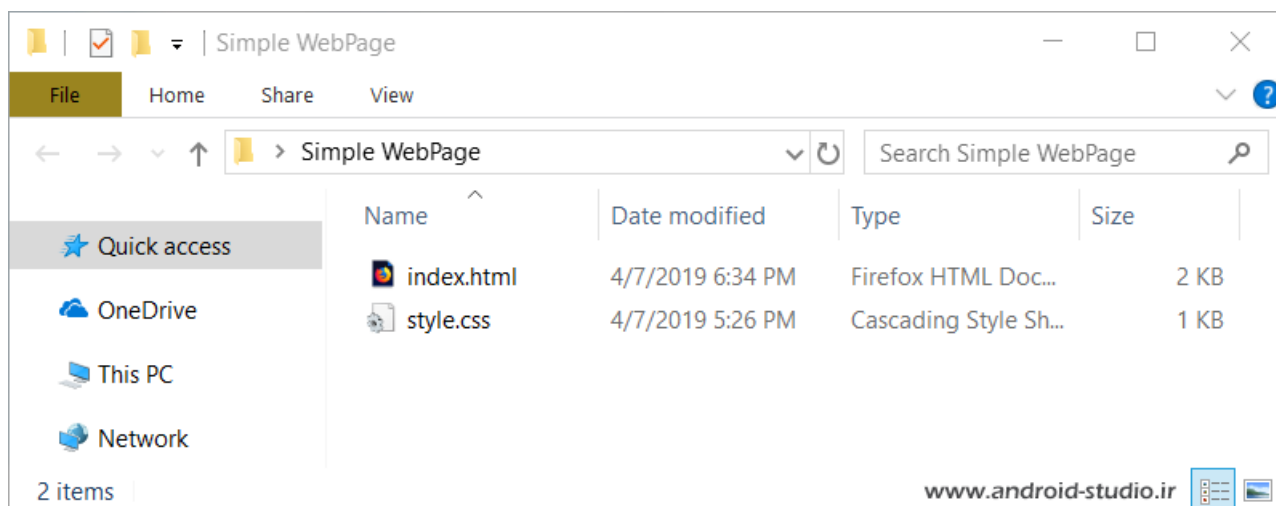 Simple WebPage
File Home Share View ?
Simple WebPage Search Simple WebPage
Name Date modified Type Size
Quick access
index.html 4/7/2019 6:34 PM Firefox HTML Doc... 2 KB
OneDrive
style.css 4/7/2019 5:26 PM Cascading Style Sh... 1 KB
This PC
Network
2 items www.android-studio.ir